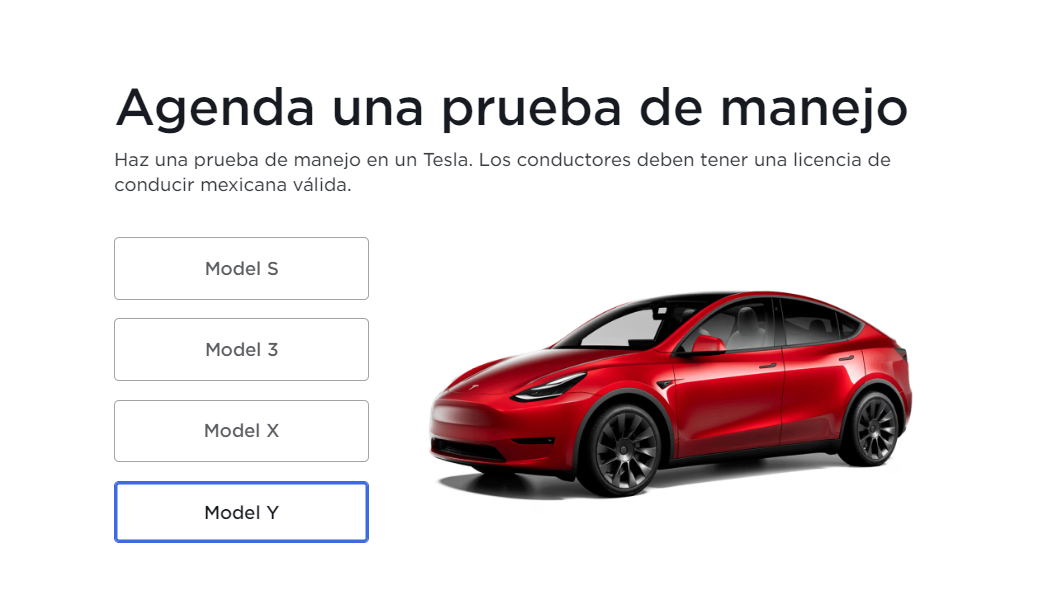 Agenda una prueba de manejo
Haz una prueba de manejo en un Tesla. Los conductores deben tener una licencia de
conducir mexicana válida.
Model S
Model 3
Model X
Model Y